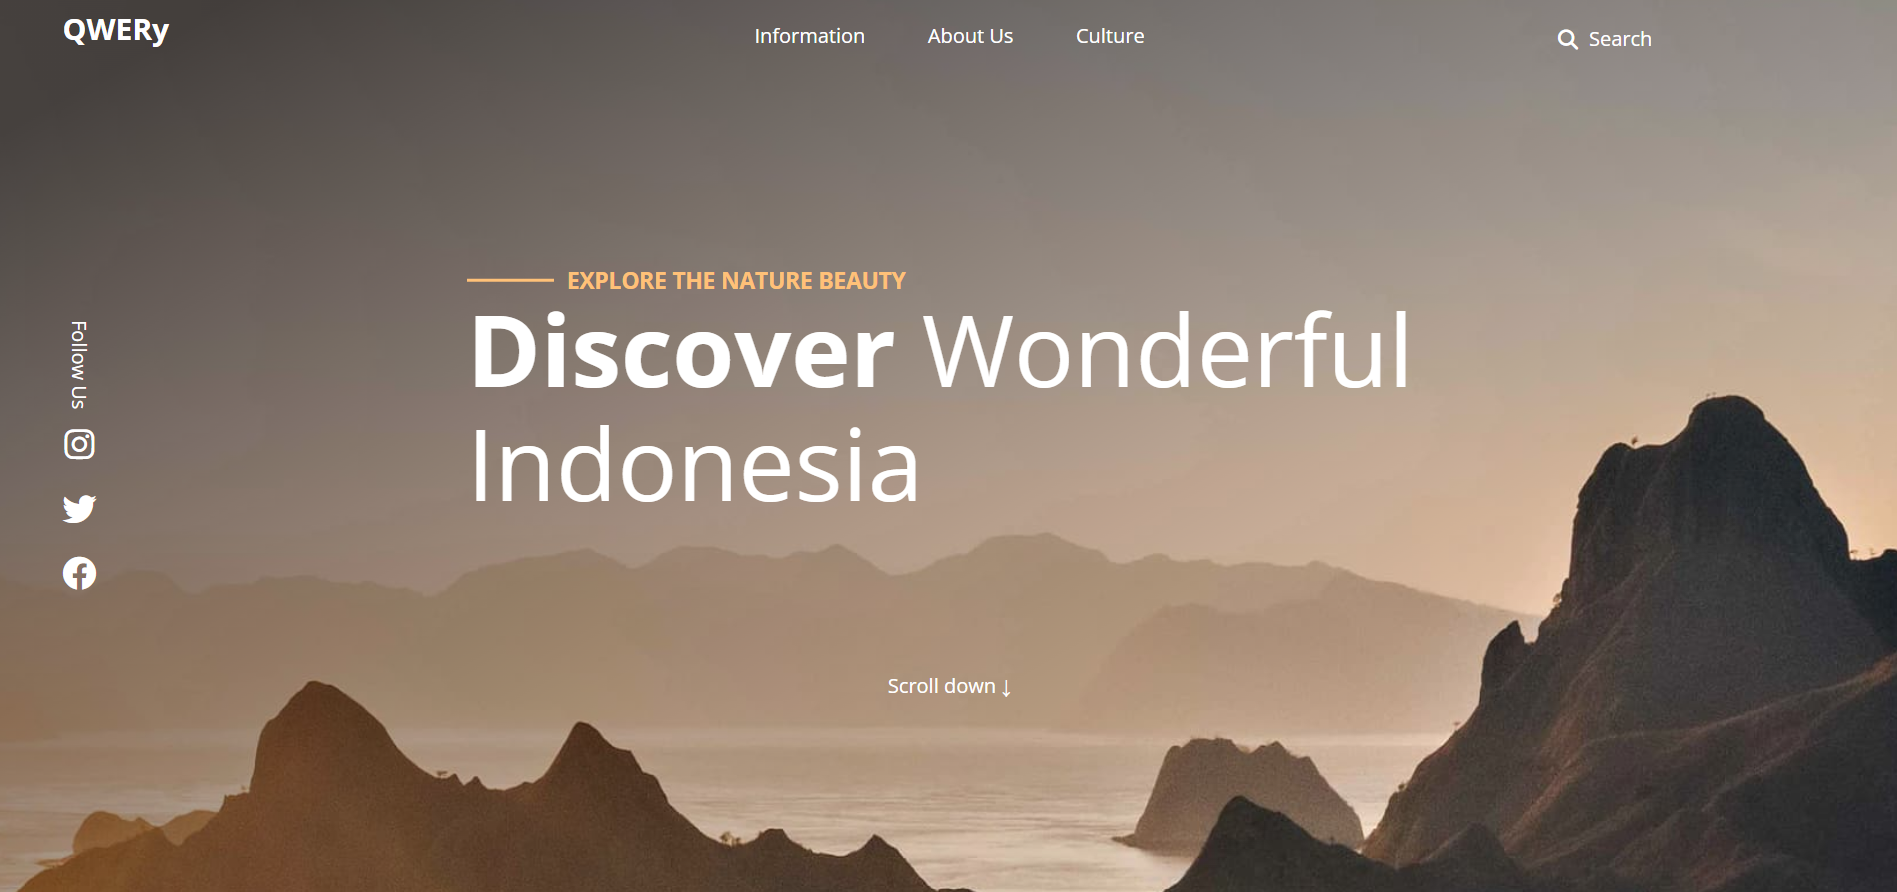 QWERy
Information
About Us
Culture
Search
EXPLORE THE NATURE BEAUTY
Discover Wonderful
Indonesia
Follow Us
Scroll down ↓